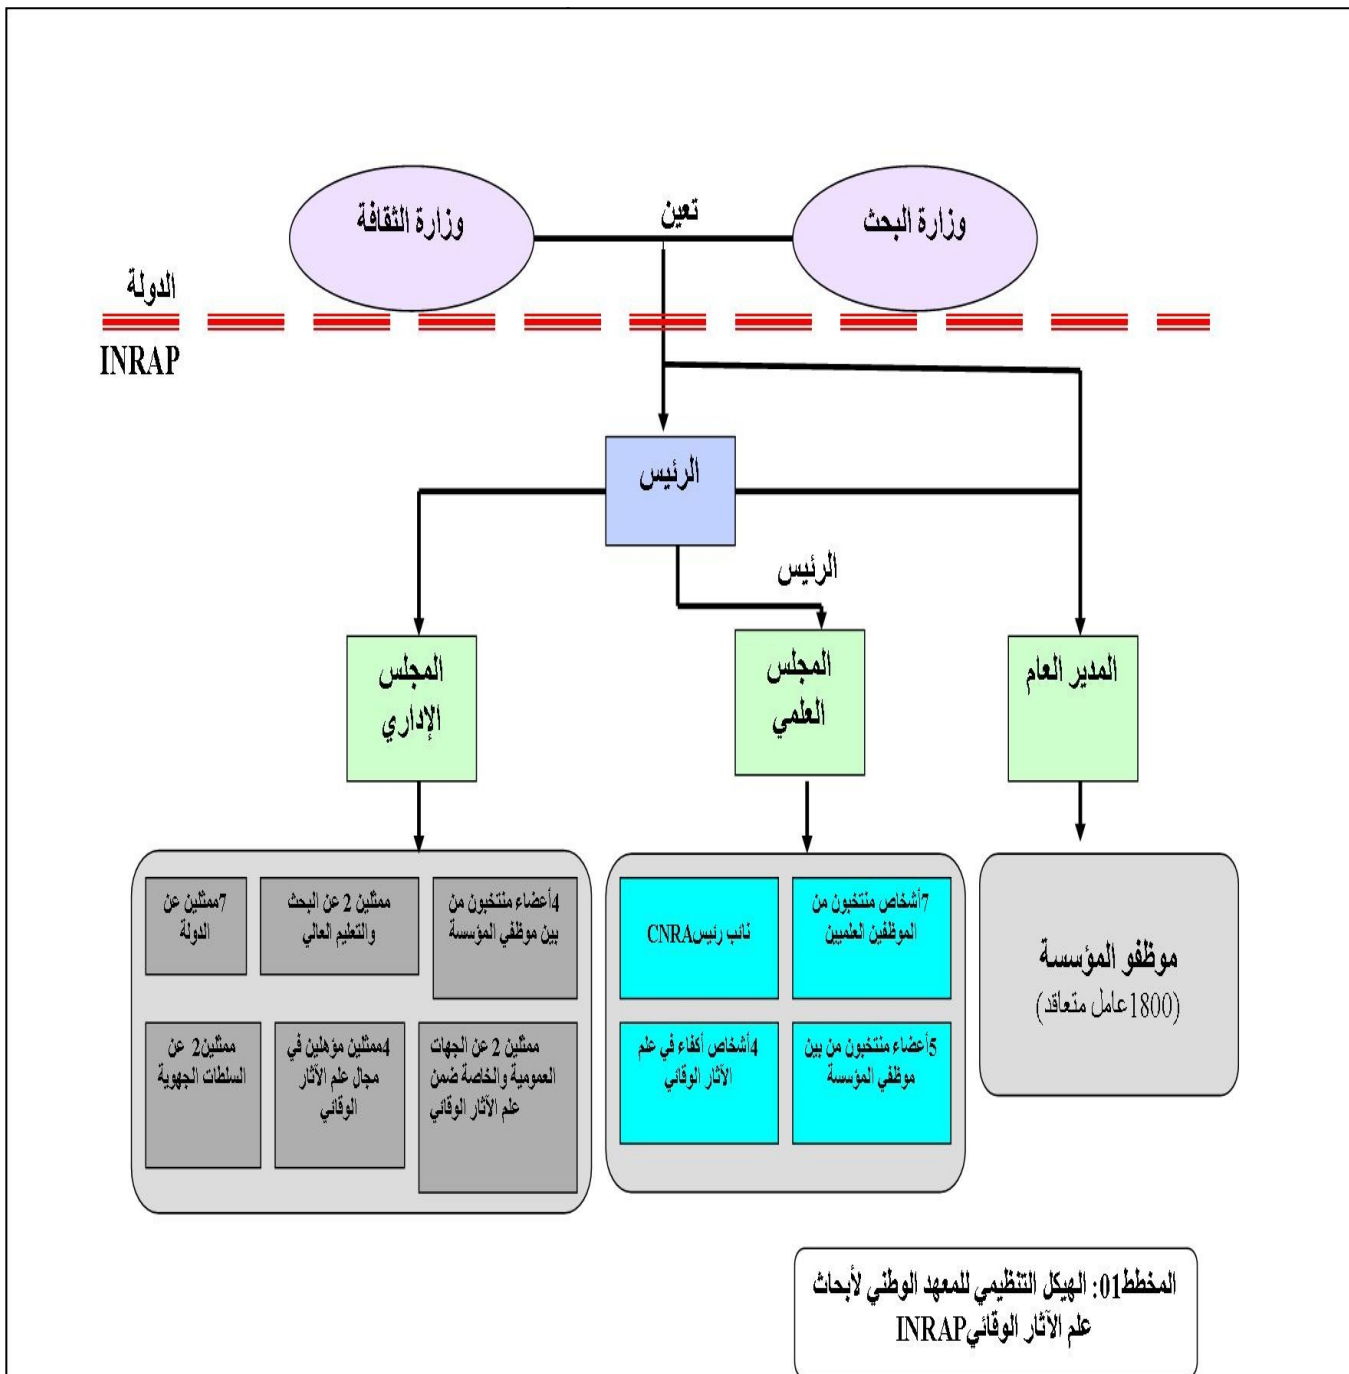 وزارة البحث
تعين
وزارة الثقافة
الدولة
INRAP
الرئيس
الرئيس
المدير العام
المجلس
العلمي
المجلس
الإداري
موظفو المؤسسة
(1800عامل متعاقد)
7أشخاص منتخبون من
الموظفين العلميين
نائب رئيسCNRA
5أعضاء منتخبون من بين
موظفي المؤسسة
4أشخاص أكفاء في علم
الآثار الوقائي
4أعضاء منتخبون من
بين موظفي المؤسسة
ممثلين 2 عن البحث
والتعليم العالي
7ممثلين عن
الدولة
ممثلين 2 عن الجهات
العمومية والخاصة ضمن
علم الآثار الوقائي
4ممثلين مؤهلين في
مجال علم الآثار
الوقائي
ممثلين2 عن
السلطات الجهوية
المخطط01: الهيكل التنظيمي للمعهد الوطني لأبحاث
علم الآثار الوقائيINRAP